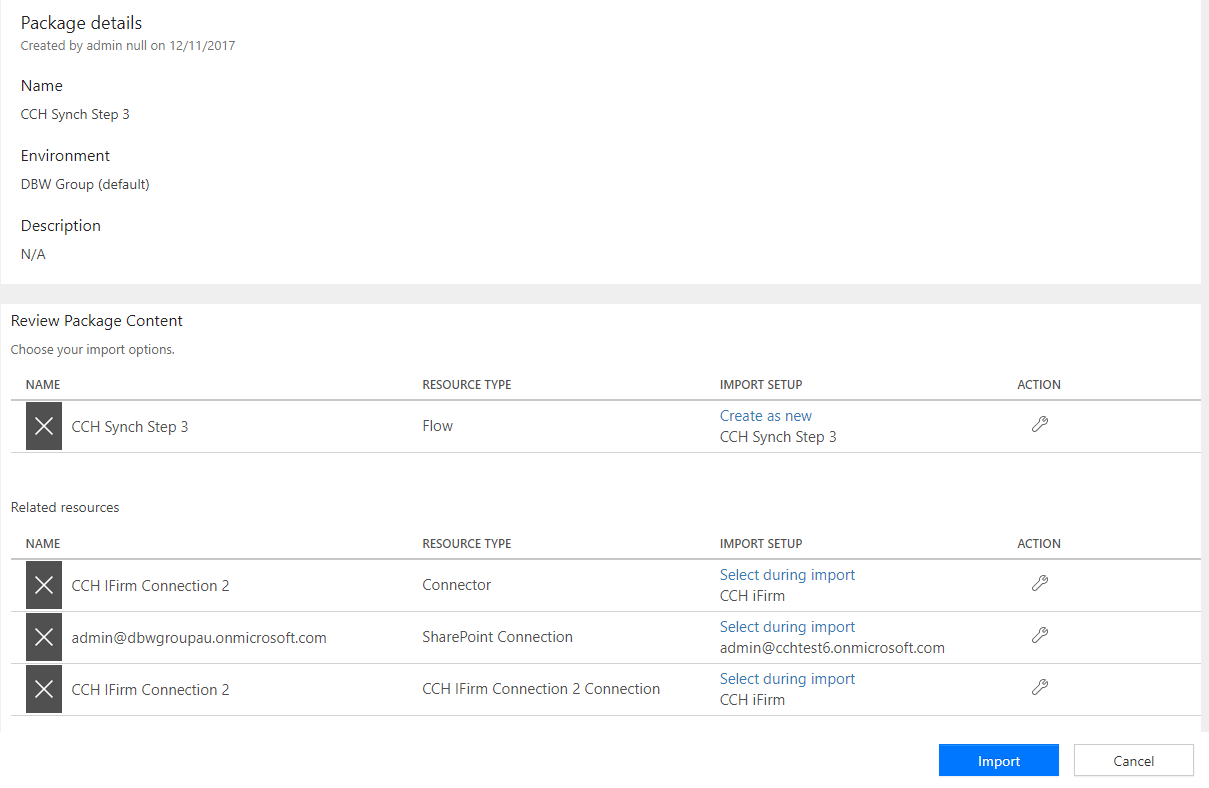 Package details
Created by admin null on 12/11/2017
Name
CCH Synch Step 3
Environment
DBW Group (default)
Description
N/A
Review Package Content
Choose your import options.
NAME RESOURCE TYPE IMPORT SETUP ACTION
CCH Synch Step 3 Flow Create as new
CCH Synch Step 3
Related resources
NAME RESOURCE TYPE IMPORT SETUP ACTION
CCH IFirm Connection 2 Connector Select during import
CCH iFirm
admin@dbwgroupau.onmicrosoft.com SharePoint Connection Select during import
admin@cchtest6.onmicrosoft.com
CCH IFirm Connection 2 CCH IFirm Connection 2 Connection Select during import
CCH iFirm
Import Cancel